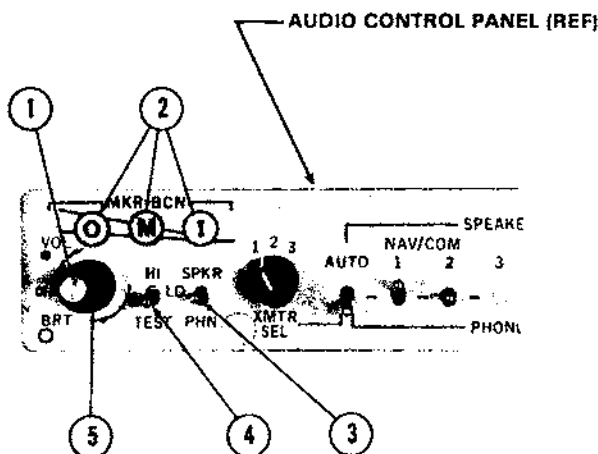 AUDIO CONTROL PANEL (REF)
1
2
MKR-BCN
O M I
VOL
SPEAKE
NAV/COM
1 2 3
HI SPKR
AUTO 1 2 3
LO
BRT
TEST PHN
XMTR
SEL
PHON
5
4
3